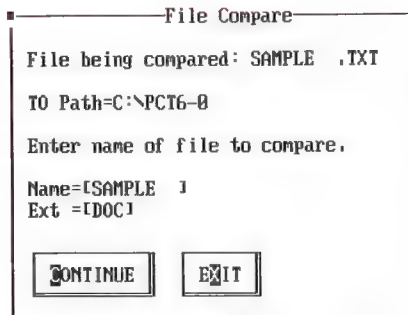 File Compare
File being compared: SAMPLE .TXT
TO Path=C:\PCT6-0
Enter name of file to compare.
Name=[SAMPLE ]
Ext =[DOC]
CONTINUE EXIT